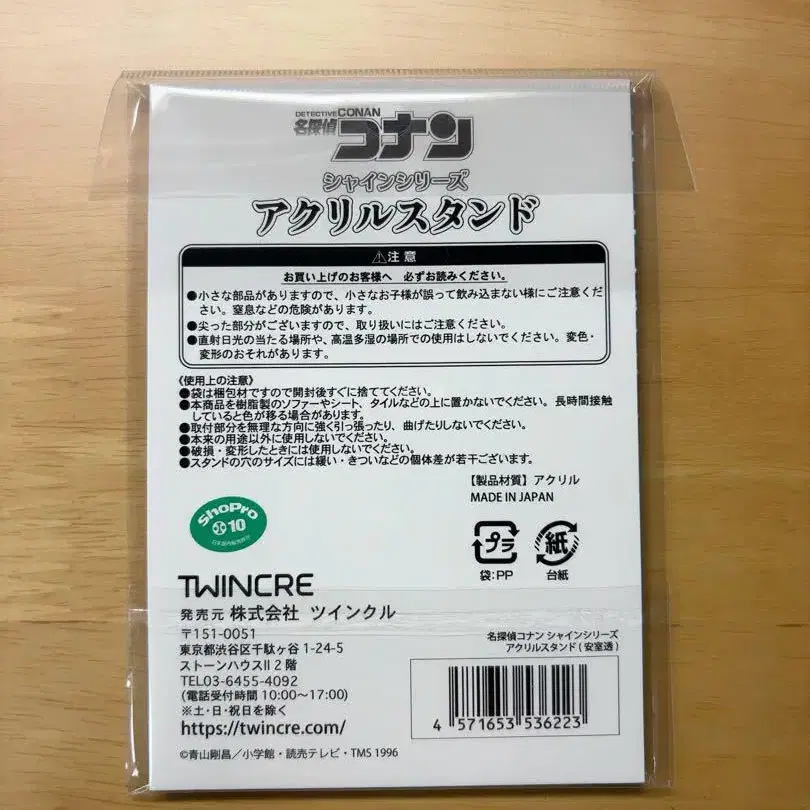 DETECTIVE CONAN
名探偵コナン
シャインシリーズ
アクリルスタンド
⚠注意
お買い上げのお客様へ 必ずお読みください。
●小さな部品がありますので、小さなお子様が誤って飲み込まない様にご注意くだ
さい。窒息などの危険があります。
●尖った部分がございますので、取り扱いにはご注意ください。
●直射日光の当たる場所や、高温多湿の場所での使用はしないでください。変色・
変形のおそれがあります。
《使用上の注意》
●袋は梱包材ですので開封後すぐに捨ててください。
●本商品を樹脂製のソファーやシート、タイルなどの上に置かないでください。長時間接触
していると色が移る場合があります。
●取付部分を無理な方向に強く引っ張ったり、曲げたりしないでください。
●本来の用途以外に使用しないでください。
●破損・変形したときには使用しないでください。
●スタンドの穴のサイズには緩い・きついなどの個体差が若干ございます。
【製品材質】アクリル
MADE IN JAPAN
ShoPro
10
プラ
袋:PP
紙
台紙
TWINCRE
発売元 株式会社 ツインクル
〒151-0051
東京都渋谷区千駄ヶ谷 1-24-5
ストーンハウスII 2階
TEL03-6455-4092
(電話受付時間 10:00〜17:00)
※土・日・祝日を除く
https://twincre.com/
©青山剛昌／小学館・読売テレビ・TMS 1996
名探偵コナン シャインシリーズ
アクリルスタンド(安室透)
4 571653 536223